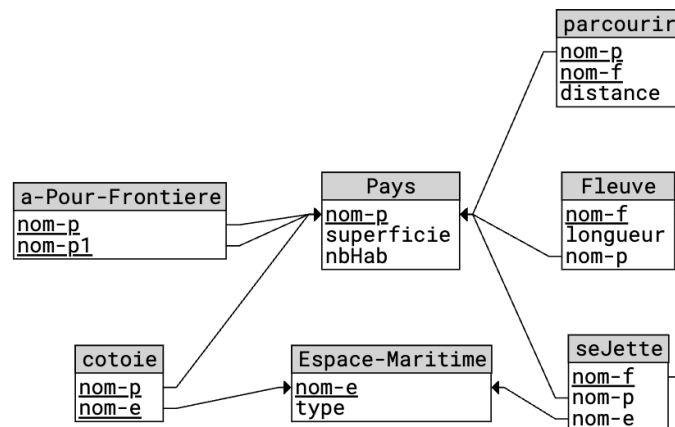 parcourir
nom-p
nom-f
distance
a-Pour-Frontiere
nom-p
nom-p1
Pays
nom-p
superficie
nbHab
Fleuve
nom-f
longueur
nom-p
cotoie
nom-p
nom-e
Espace-Maritime
nom-e
type
seJette
nom-f
nom-p
nom-e